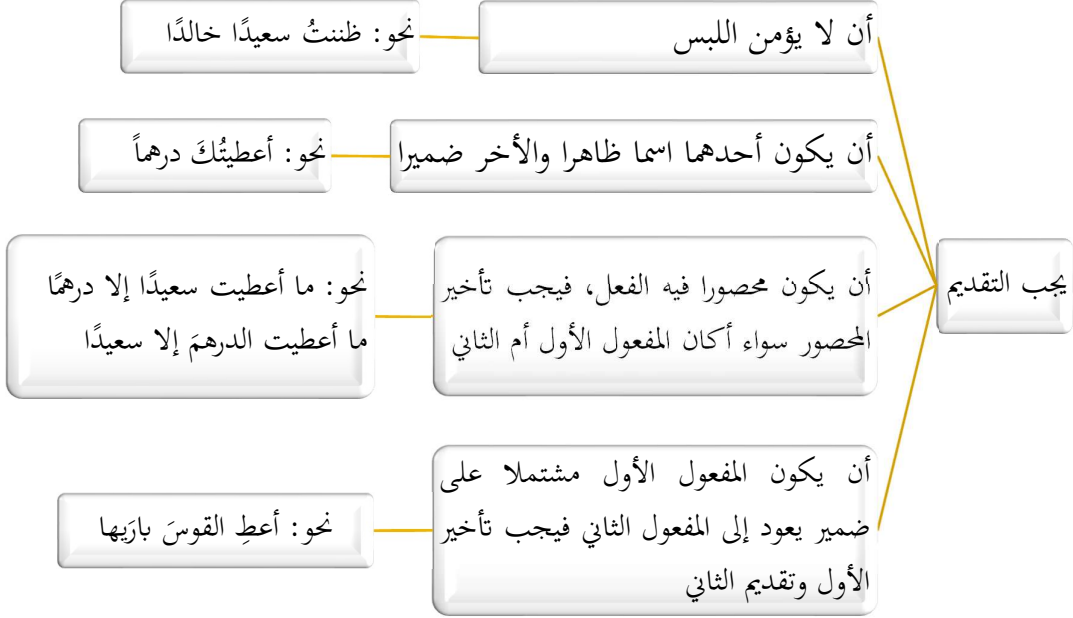 يجب التقديم
أن لا يؤمن اللبس
نحو: ظننتُ سعيدًا خالدًا
أن يكون أحدهما اسما ظاهرا والأخر ضميرا
نحو: أعطيتُكَ درهماً
أن يكون محصورا فيه الفعل، فيجب تأخير
المحصور سواء أكان المفعول الأول أم الثاني
نحو: ما أعطيت سعيدًا إلا درهمًا
ما أعطيت الدرهمَ إلا سعيدًا
أن يكون المفعول الأول مشتملا على
ضمير يعود إلى المفعول الثاني فيجب تأخير
الأول وتقديم الثاني
نحو: أعطِ القوسَ بارَيها